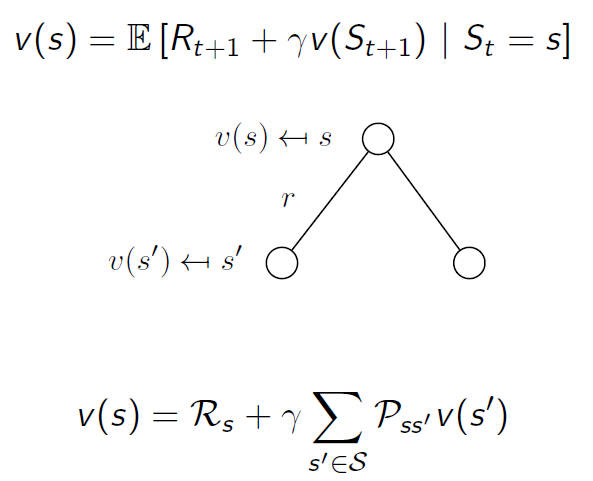 v(s) = 𝔼 [R_{t+1} + γv(S_{t+1}) | S_t = s]
v(s) ↤ s
r
v(s′) ↤ s′
v(s) = ℛ_s + γ ∑_{s′∈𝒮} 𝒫_{ss′} v(s′)